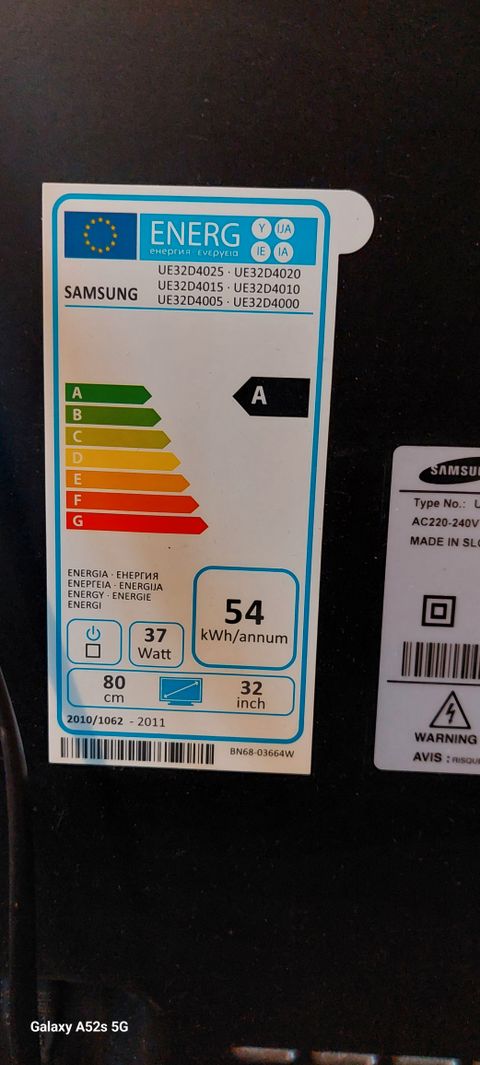 ENERG
енергия · ενεργεια
Y IJA
IE IA
SAMSUNG
UE32D4025 · UE32D4020
UE32D4015 · UE32D4010
UE32D4005 · UE32D4000
A
A
B
C
D
E
F
G
ENERGIA · ЕНЕРГИЯ
ΕΝΕΡΓΕΙΑ · ENERGIJA
ENERGY · ENERGIE
ENERGI
54
kWh/annum
37
Watt
80
cm
32
inch
2010/1062 - 2011
BN68-03664W
SAMSU
Type No.: U
AC220-240V
MADE IN SL
WARNING
AVIS : RISQUE
Galaxy A52s 5G